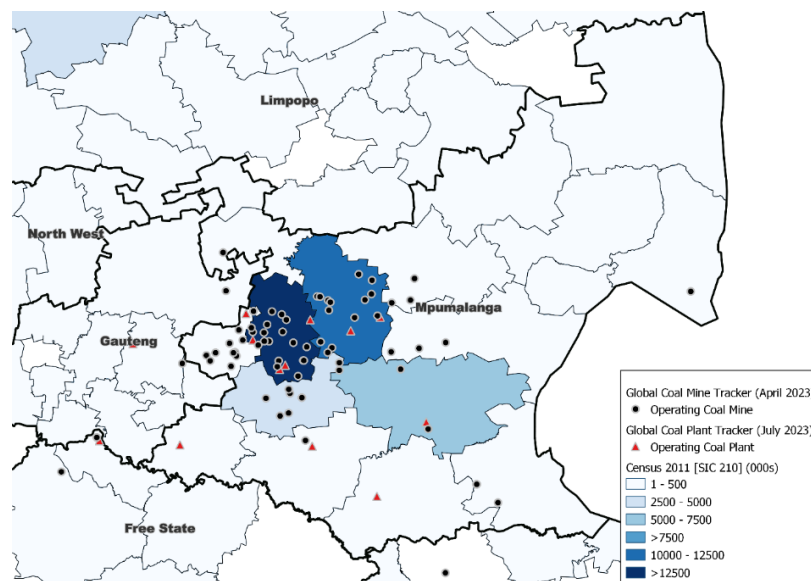 Limpopo
North West
Mpumalanga
Gauteng
Free State
Global Coal Mine Tracker (April 2023)
Operating Coal Mine
Global Coal Plant Tracker (July 2023)
Operating Coal Plant
Census 2011 [SIC 210] (000s)
1 - 500
2500 - 5000
5000 - 7500
>7500
10000 - 12500
>12500